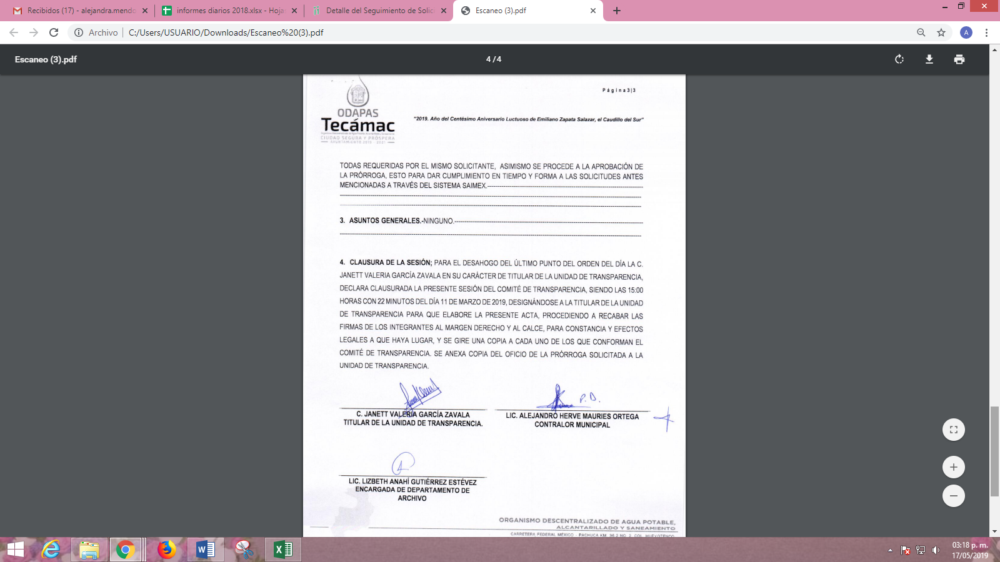 Recibidos (17) - alejandra.mendo
informes diarios 2018.xlsx - Hoja
Detalle del Seguimiento de Solic
Escaneo (3).pdf
Archivo
C:/Users/USUARIO/Downloads/Escaneo%20(3).pdf
A
Escaneo (3).pdf
4 / 4
Página 3|3
ODAPAS
Tecámac
CIUDAD SEGURA Y PRÓSPERA
AYUNTAMIENTO 2019 - 2021
"2019. Año del Centésimo Aniversario Luctuoso de Emiliano Zapata Salazar, el Caudillo del Sur"
TODAS REQUERIDAS POR EL MISMO SOLICITANTE, ASIMISMO SE PROCEDE A LA APROBACIÓN DE
LA PRÓRROGA, ESTO PARA DAR CUMPLIMIENTO EN TIEMPO Y FORMA A LAS SOLICITUDES ANTES
MENCIONADAS A TRAVÉS DEL SISTEMA SAIMEX.
3. ASUNTOS GENERALES.-NINGUNO.
4. CLAUSURA DE LA SESIÓN; PARA EL DESAHOGO DEL ÚLTIMO PUNTO DEL ORDEN DEL DÍA LA C.
JANETT VALERIA GARCÍA ZAVALA EN SU CARÁCTER DE TITULAR DE LA UNIDAD DE TRANSPARENCIA,
DECLARA CLAUSURADA LA PRESENTE SESIÓN DEL COMITÉ DE TRANSPARENCIA, SIENDO LAS 15:00
HORAS CON 22 MINUTOS DEL DÍA 11 DE MARZO DE 2019, DESIGNÁNDOSE A LA TITULAR DE LA UNIDAD
DE TRANSPARENCIA PARA QUE ELABORE LA PRESENTE ACTA, PROCEDIENDO A RECABAR LAS
FIRMAS DE LOS INTEGRANTES AL MARGEN DERECHO Y AL CALCE, PARA CONSTANCIA Y EFECTOS
LEGALES A QUE HAYA LUGAR, Y SE GIRE UNA COPIA A CADA UNO DE LOS QUE CONFORMAN EL
COMITÉ DE TRANSPARENCIA. SE ANEXA COPIA DEL OFICIO DE LA PRÓRROGA SOLICITADA A LA
UNIDAD DE TRANSPARENCIA.
P.D.
C. JANETT VALERIA GARCÍA ZAVALA
TITULAR DE LA UNIDAD DE TRANSPARENCIA.
LIC. ALEJANDRO HERVE MAURIES ORTEGA
CONTRALOR MUNICIPAL
LIC. LIZBETH ANAHÍ GUTIÉRREZ ESTÉVEZ
ENCARGADA DE DEPARTAMENTO DE
ARCHIVO
ORGANISMO DESCENTRALIZADO DE AGUA POTABLE,
ALCANTARILLADO Y SANEAMIENTO
CARRETERA FEDERAL MÉXICO - PACHUCA KM 36.2 NO. 2, COL. HUEYOTENCO
03:18 p. m.
17/05/2019